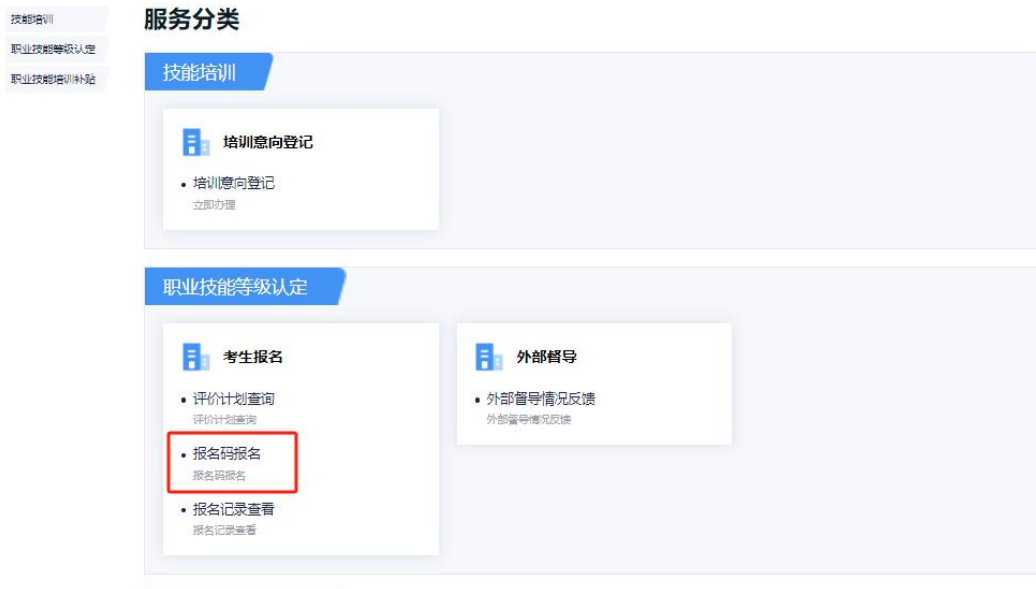 技能培训
职业技能等级认定
职业技能培训补贴
服务分类
技能培训
培训意向登记
培训意向登记
立即办理
职业技能等级认定
考生报名
评价计划查询
评价计划查询
报名码报名
报名码报名
报名记录查看
报名记录查看
外部督导
外部督导情况反馈
外部督导情况反馈